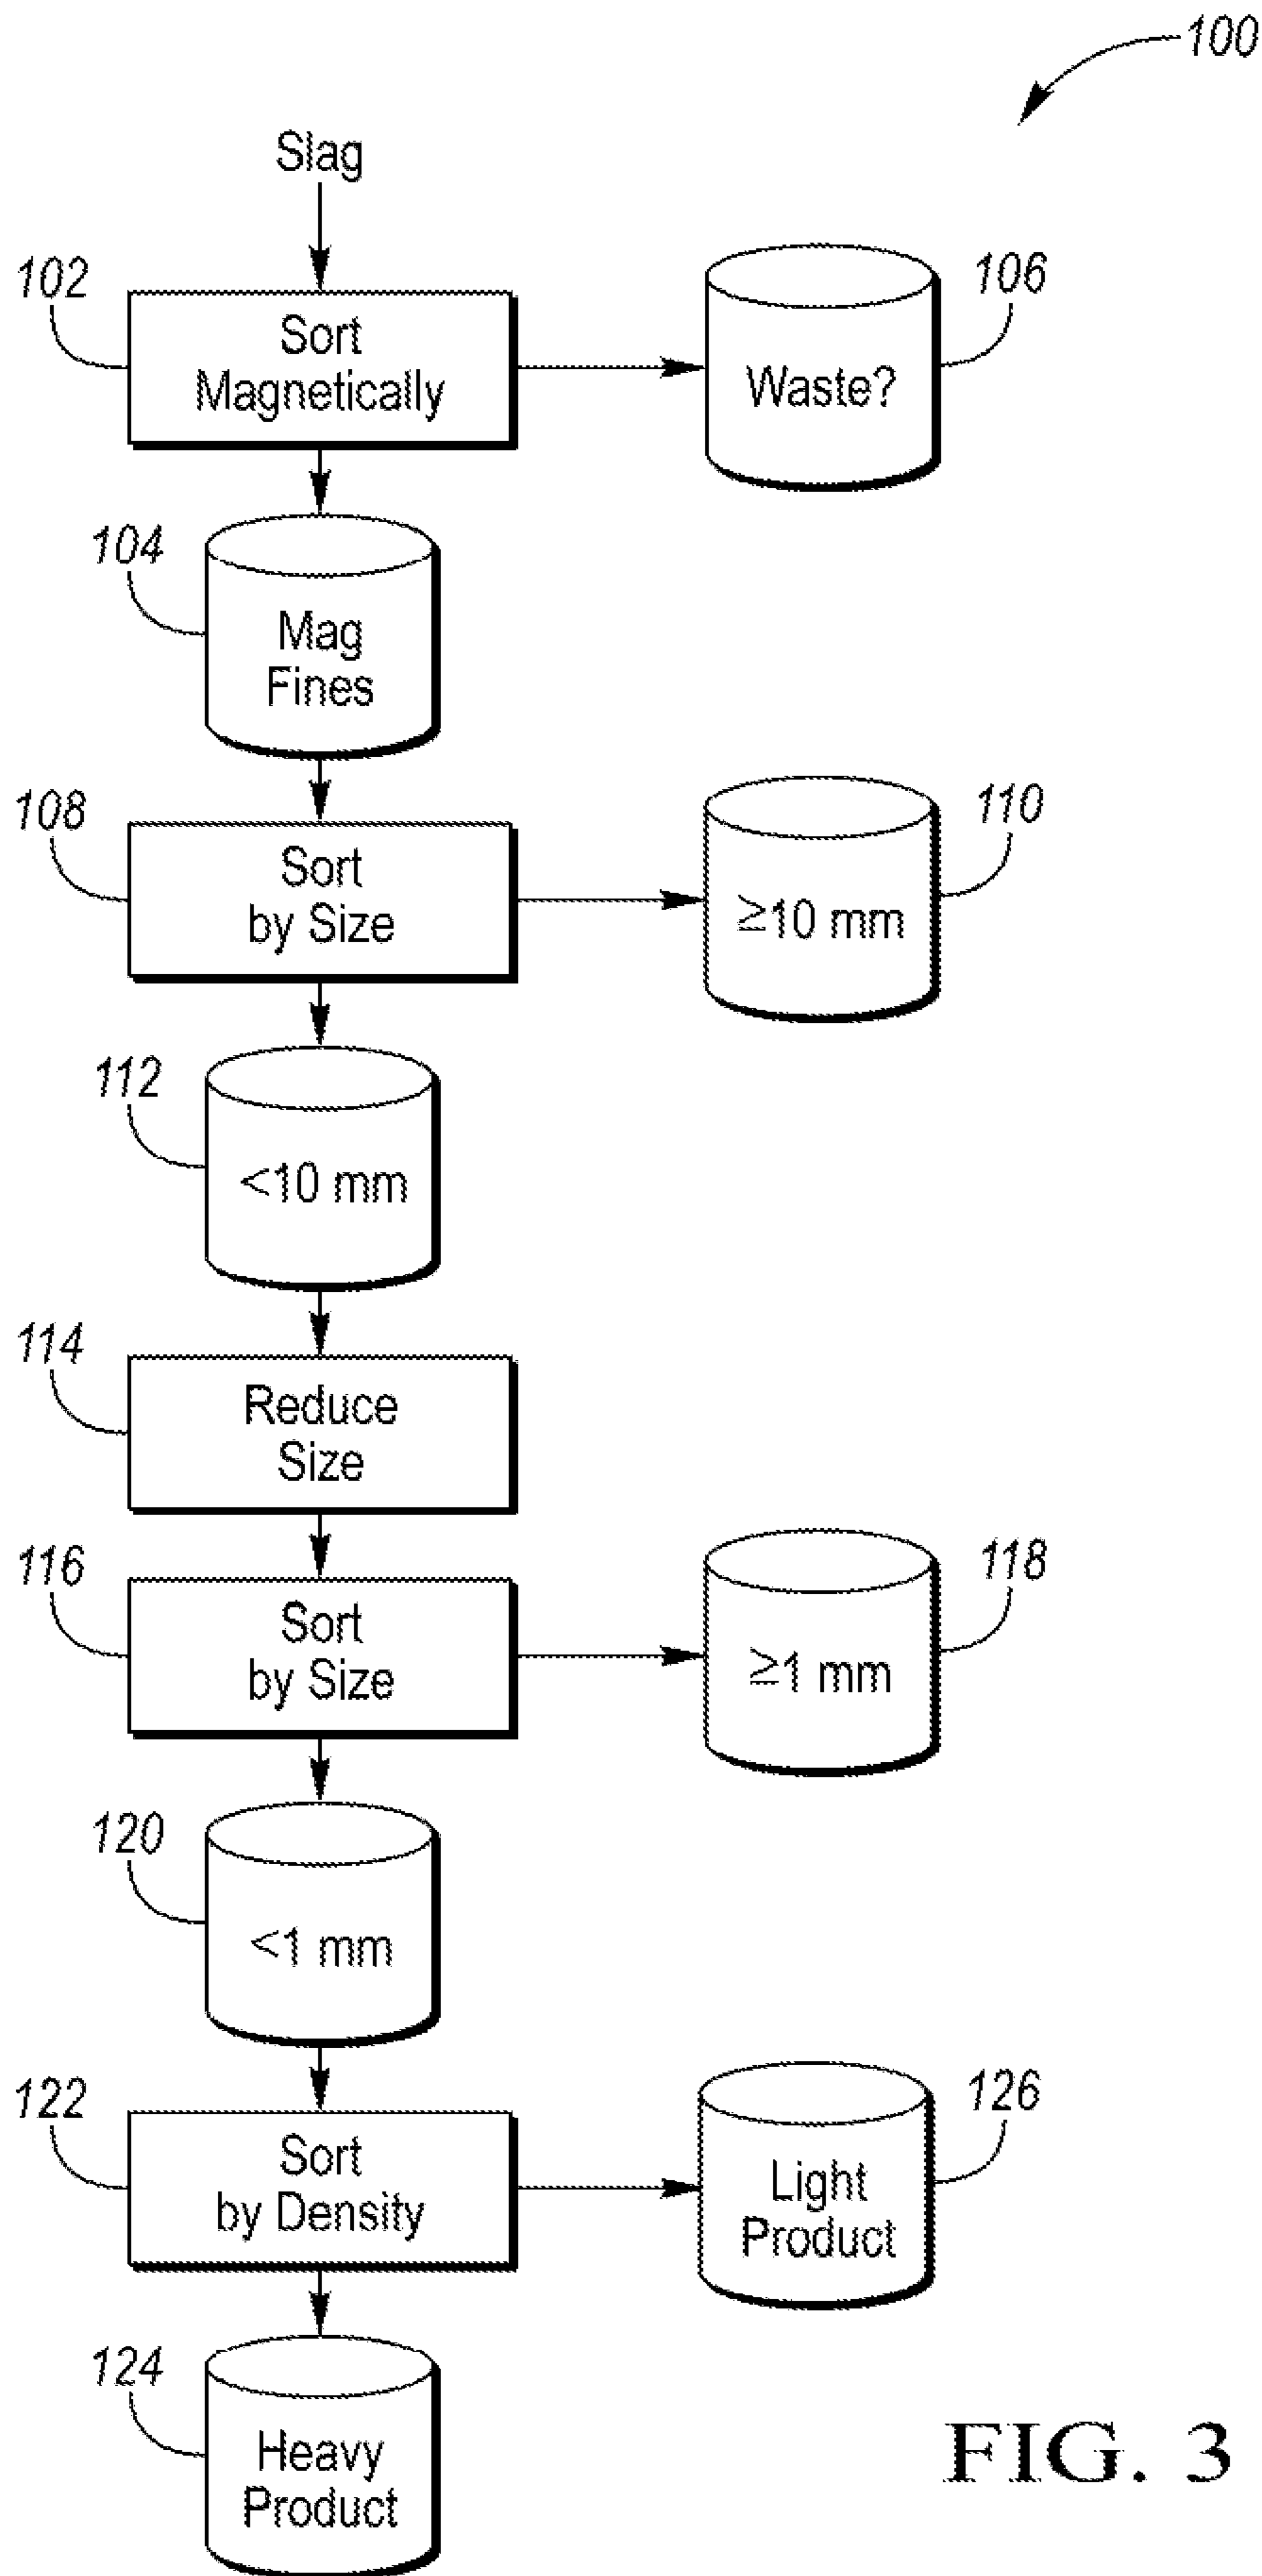 100
Slag
102
Sort
Magnetically
106
Waste?
104
Mag
Fines
108
Sort
by Size
110
≥10 mm
112
<10 mm
114
Reduce
Size
116
Sort
by Size
118
≥1 mm
120
<1 mm
122
Sort
by Density
126
Light
Product
124
Heavy
Product
FIG. 3